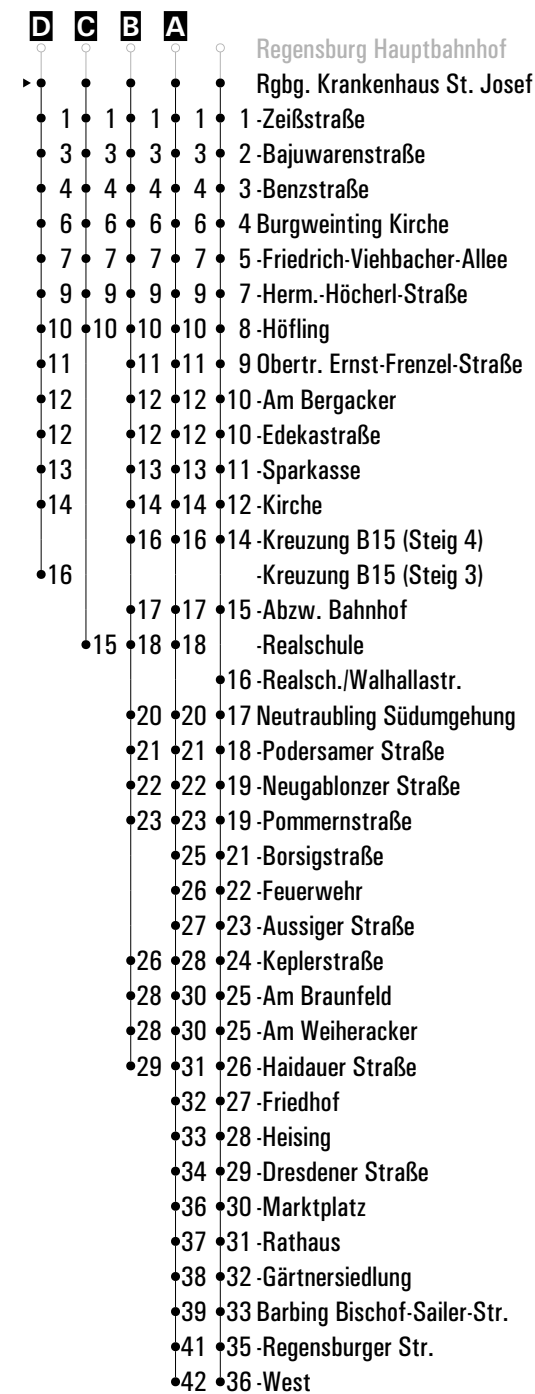 D C B A
Regensburg Hauptbahnhof
Rgbg. Krankenhaus St. Josef
1 1 1 1 1 -Zeißstraße
3 3 3 3 2 -Bajuwarenstraße
4 4 4 4 3 -Benzstraße
6 6 6 6 4 Burgweinting Kirche
7 7 7 7 5 -Friedrich-Viehbacher-Allee
9 9 9 9 7 -Herm.-Höcherl-Straße
10 10 10 10 8 -Höfling
11 11 11 9 Obertr. Ernst-Frenzel-Straße
12 12 12 10 -Am Bergacker
12 12 12 10 -Edekastraße
13 13 13 11 -Sparkasse
14 14 14 12 -Kirche
16 16 14 -Kreuzung B15 (Steig 4)
16 -Kreuzung B15 (Steig 3)
17 17 15 -Abzw. Bahnhof
15 18 18 -Realschule
16 -Realsch./Walhallastr.
20 20 17 Neutraubling Südumgehung
21 21 18 -Podersamer Straße
22 22 19 -Neugablonzer Straße
23 23 19 -Pommernstraße
25 21 -Borsigstraße
26 22 -Feuerwehr
27 23 -Aussiger Straße
26 28 24 -Keplerstraße
28 30 25 -Am Braunfeld
28 30 25 -Am Weiheracker
29 31 26 -Haidauer Straße
32 27 -Friedhof
33 28 -Heising
34 29 -Dresdener Straße
36 30 -Marktplatz
37 31 -Rathaus
38 32 -Gärtnersiedlung
39 33 Barbing Bischof-Sailer-Str.
41 35 -Regensburger Str.
42 36 -West